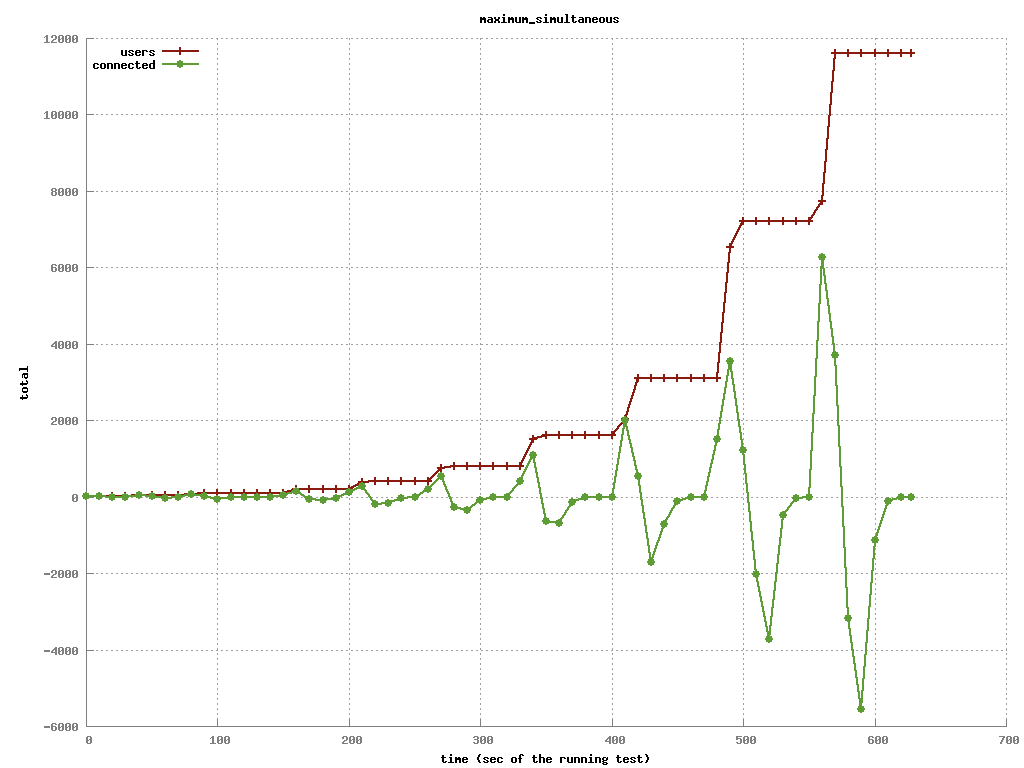 maximum_simultaneous
users
connected
12000
10000
8000
6000
4000
2000
0
-2000
-4000
-6000
total
0 100 200 300 400 500 600 700
time (sec of the running test)